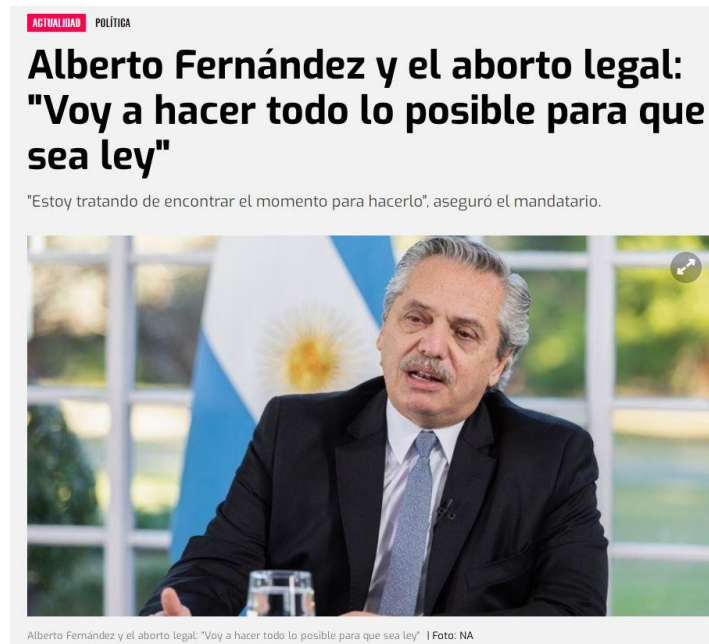 ACTUALIDAD POLÍTICA
Alberto Fernández y el aborto legal:
"Voy a hacer todo lo posible para que
sea ley"
"Estoy tratando de encontrar el momento para hacerlo", aseguró el mandatario.
Alberto Fernández y el aborto legal: "Voy a hacer todo lo posible para que sea ley" | Foto: NA